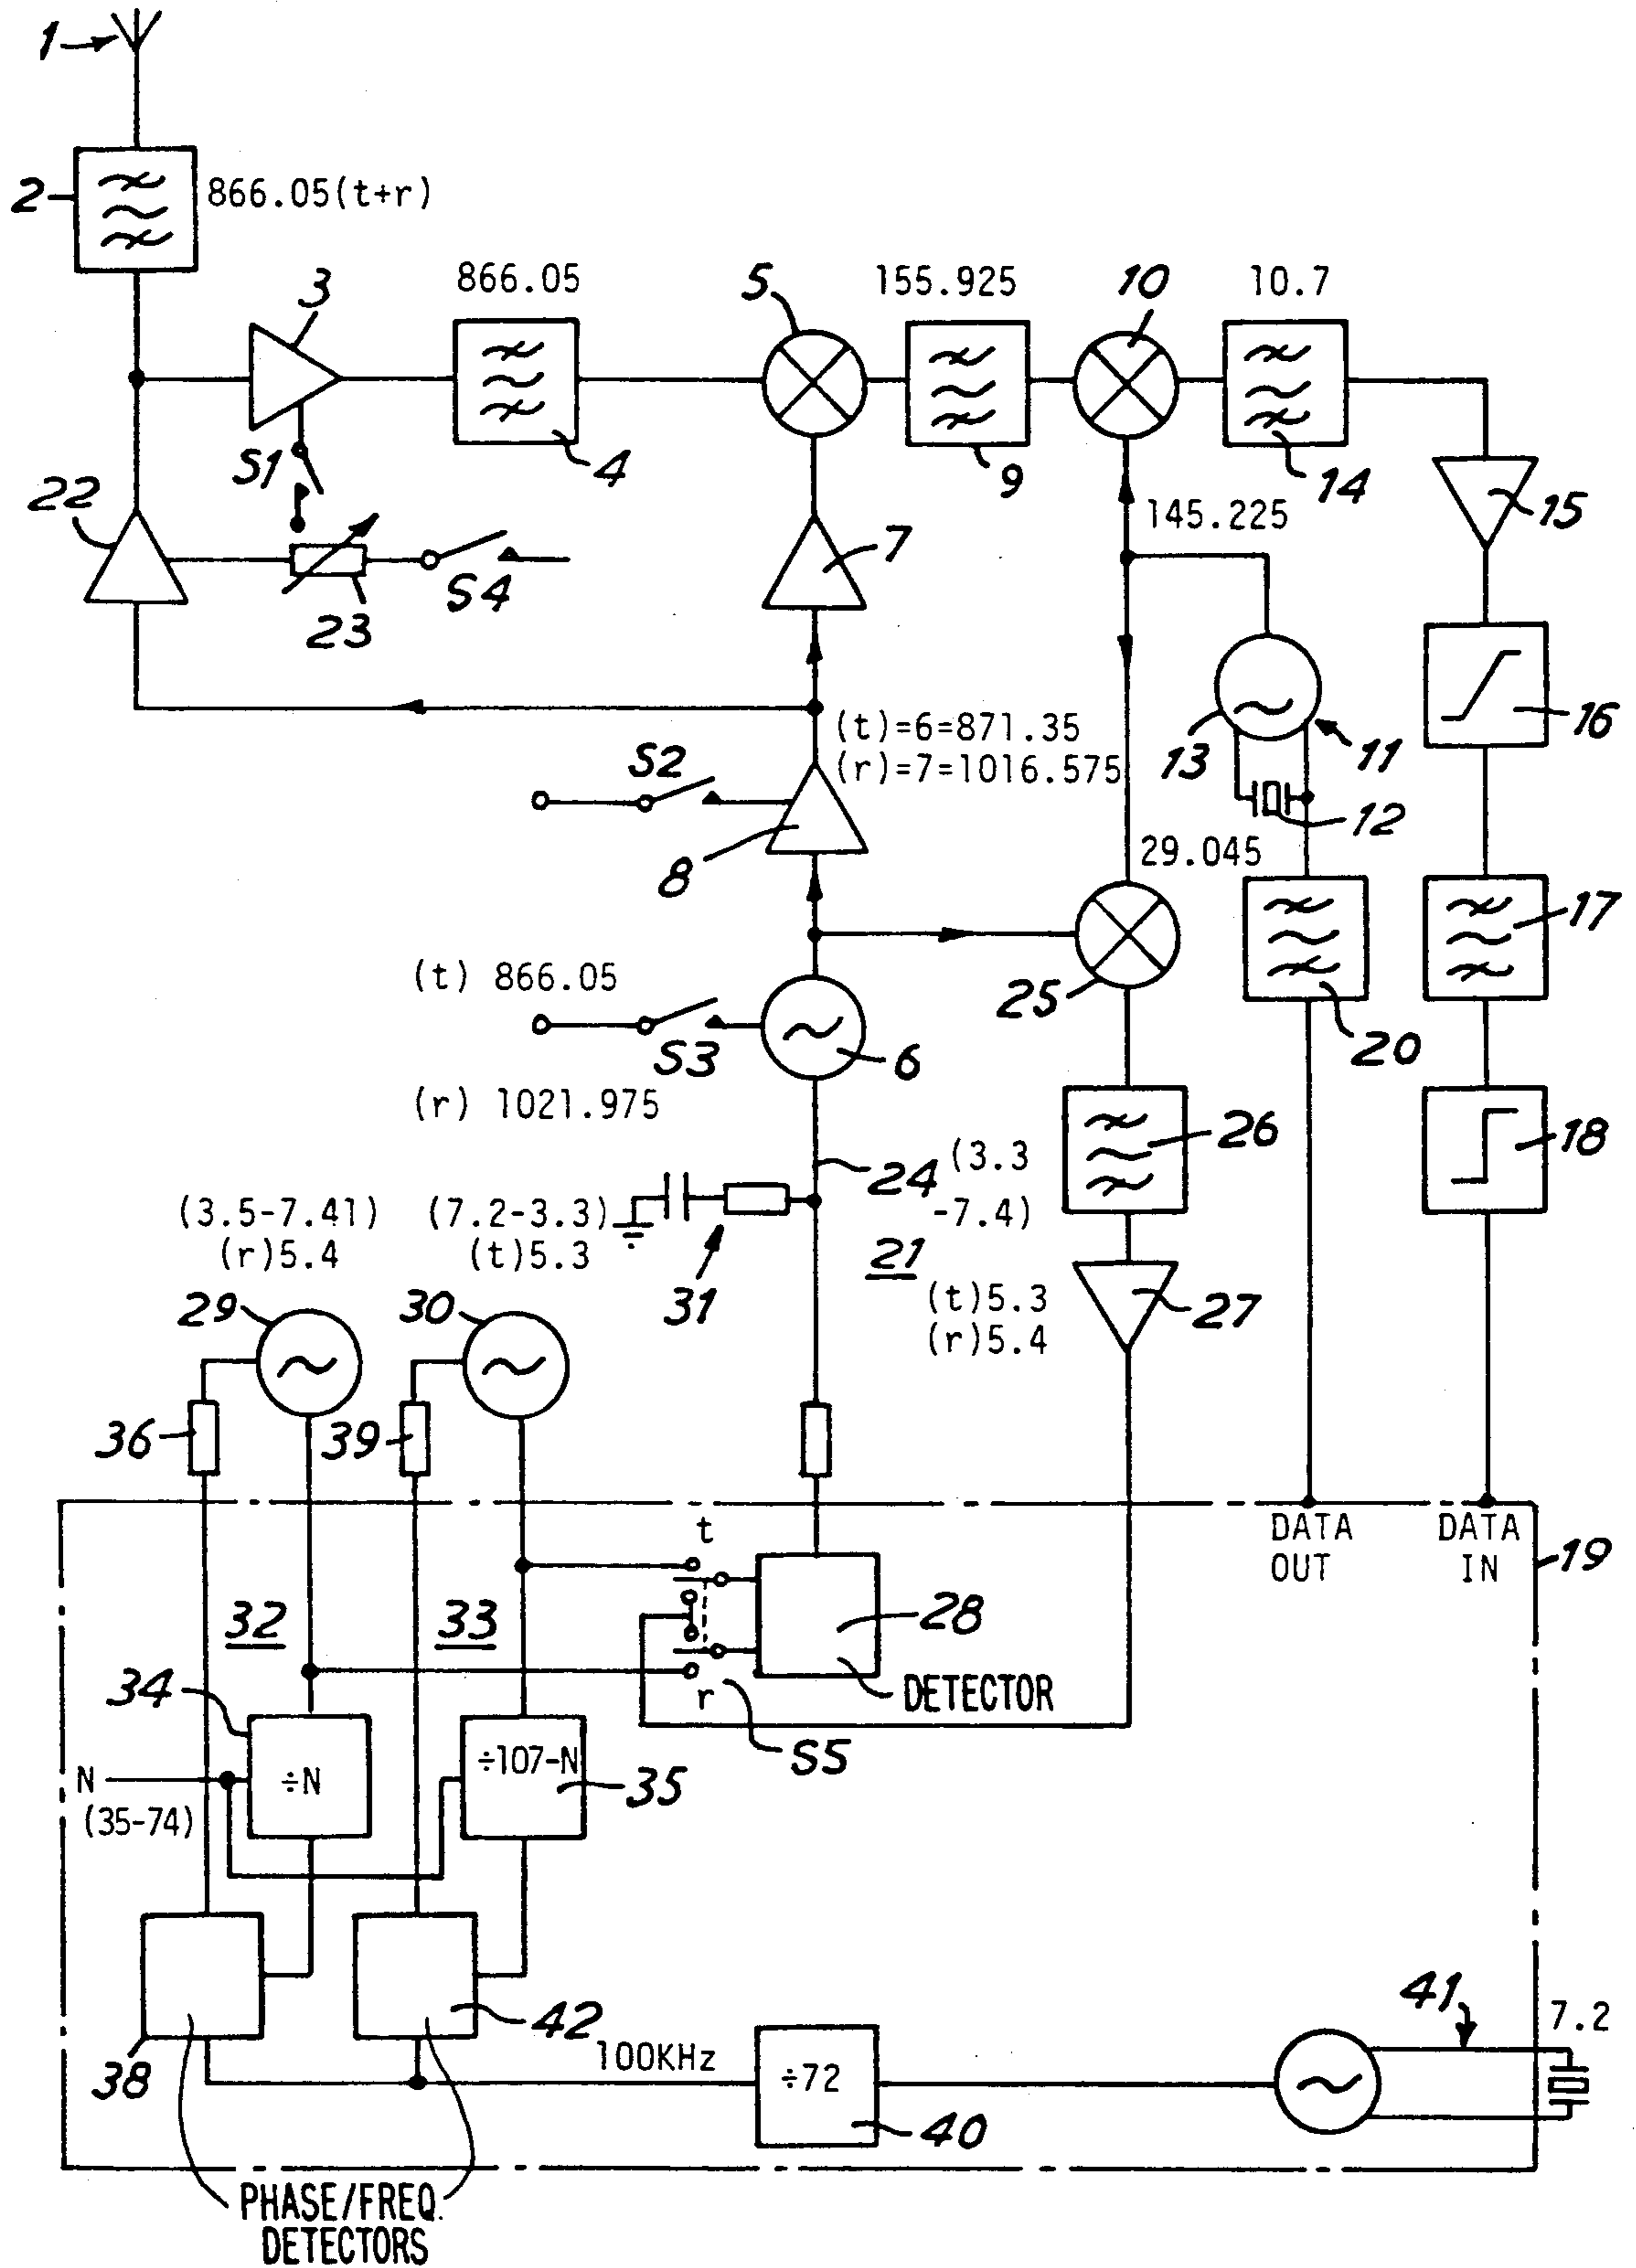 1
2
866.05(t+r)
3
866.05
5
155.925
10
10.7
4
9
14
S1
22
145.225
15
7
23
S4
16
(t)=6=871.35
(r)=7=1016.575
13
11
S2
12
8
29.045
17
(t) 866.05
25
20
S3
6
(r) 1021.975
26
18
24
(3.3
-7.4)
(3.5-7.41)
(r)5.4
(7.2-3.3)
(t)5.3
31
21
(t)5.3
(r)5.4
27
29
30
36
39
t
DATA
OUT
DATA
IN
19
32
33
28
34
r
DETECTOR
S5
N
(35-74)
÷N
÷107-N
35
38
42
100KHz
÷72
40
41
7.2
PHASE/FREQ.
DETECTORS